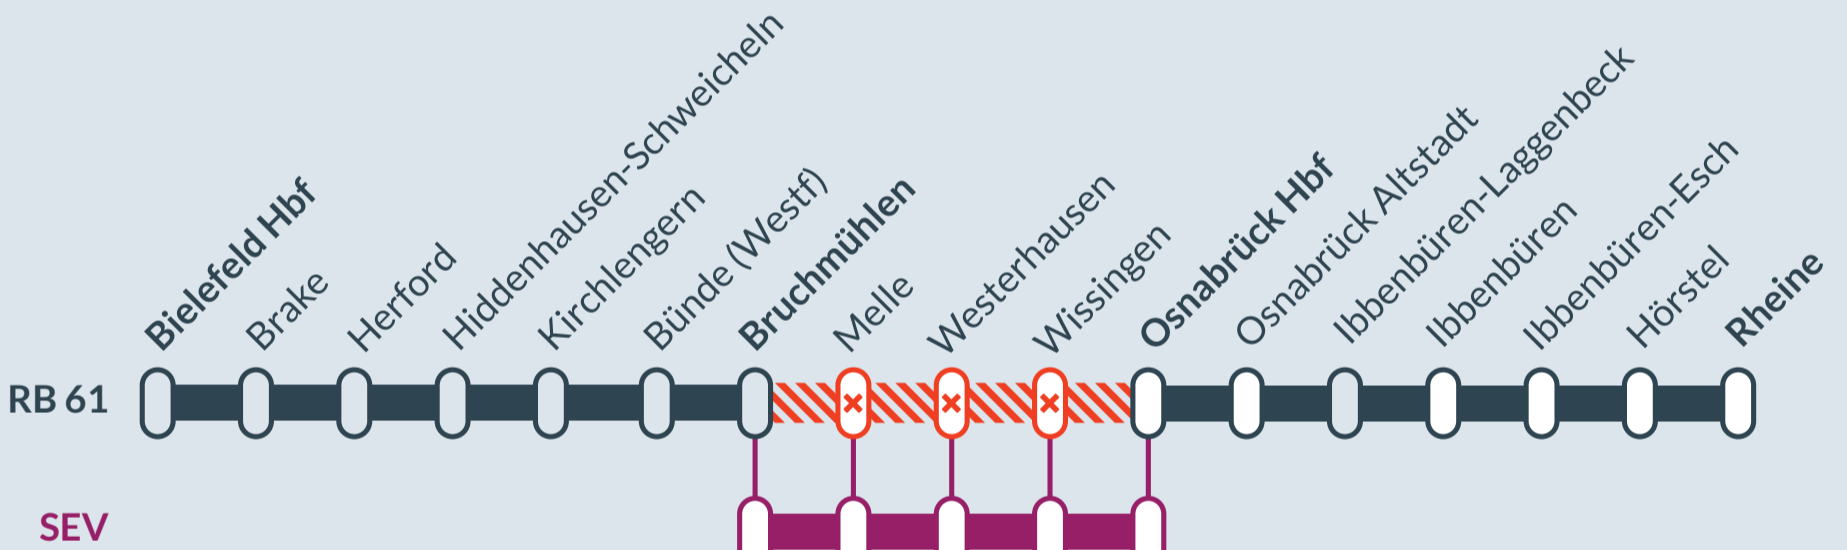 Bielefeld Hbf
Brake
Herford
Hiddenhausen-Schweicheln
Kirchlengern
Bünde (Westf)
Bruchmühlen
Melle
Westerhausen
Wissingen
Osnabrück Hbf
Osnabrück Altstadt
Ibbenbüren-Laggenbeck
Ibbenbüren
Ibbenbüren-Esch
Hörstel
Rheine
RB 61
SEV